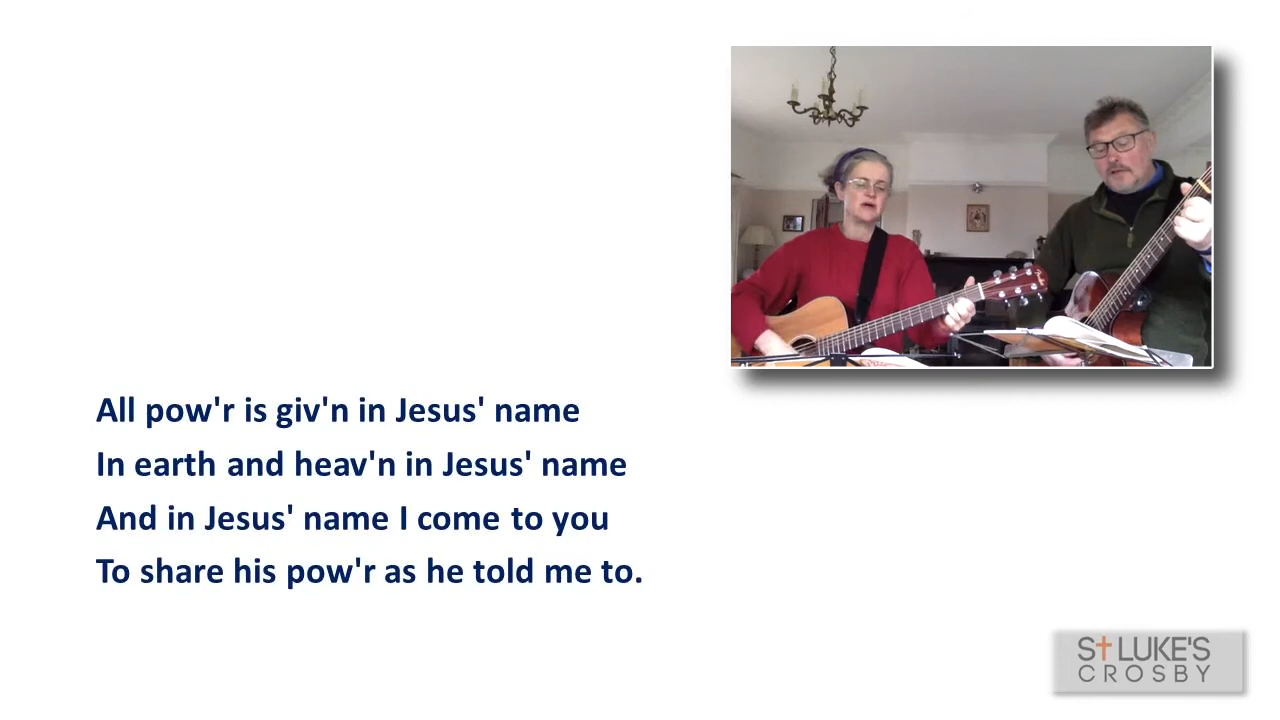 All pow'r is giv'n in Jesus' name
In earth and heav'n in Jesus' name
And in Jesus' name I come to you
To share his pow'r as he told me to.
St LUKE'S
CROSBY